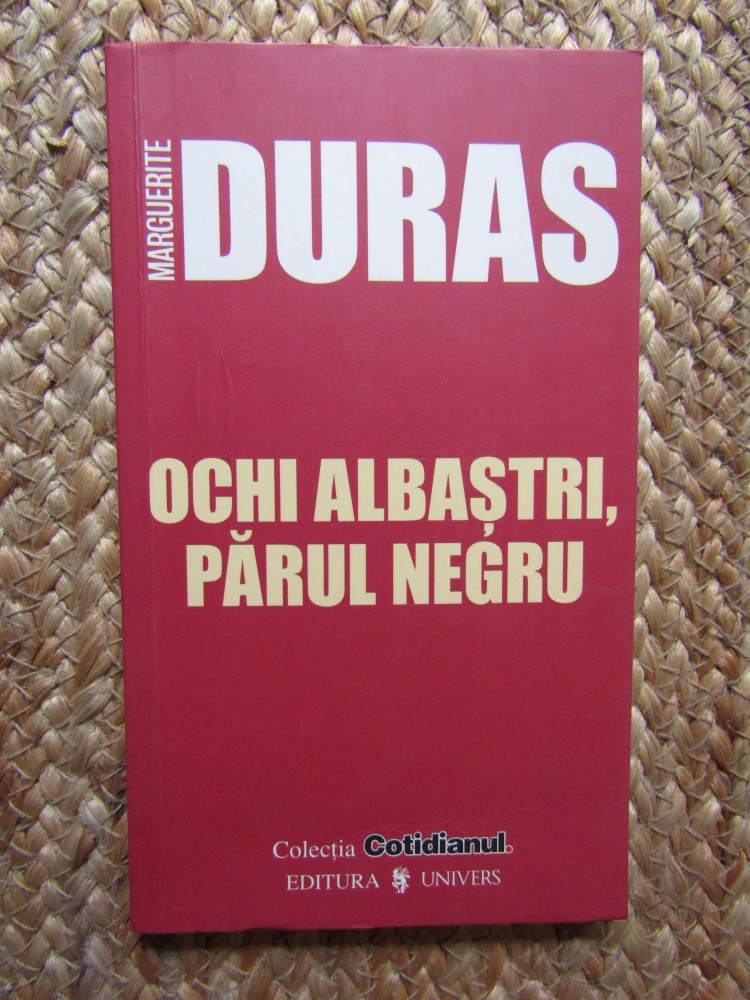 MARGUERITE
DURAS
OCHI ALBAȘTRI,
PĂRUL NEGRU
Colecția Cotidianul
EDITURA UNIVERS